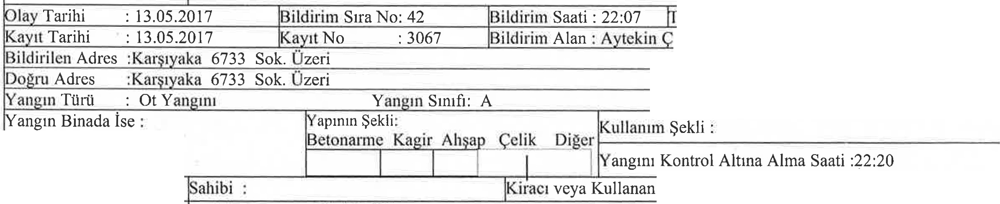 Olay Tarihi : 13.05.2017 Bildirim Sıra No: 42 Bildirim Saati : 22:07
Kayıt Tarihi : 13.05.2017 Kayıt No : 3067 Bildirim Alan : Aytekin Ç
Bildirilen Adres :Karşıyaka 6733 Sok. Üzeri
Doğru Adres :Karşıyaka 6733 Sok. Üzeri
Yangın Türü : Ot Yangını Yangın Sınıfı: A
Yangın Binada İse : Yapının Şekli: Kullanım Şekli :
Betonarme Kagir Ahşap Çelik Diğer
Yangını Kontrol Altına Alma Saati :22:20
Sahibi : Kiracı veya Kullanan